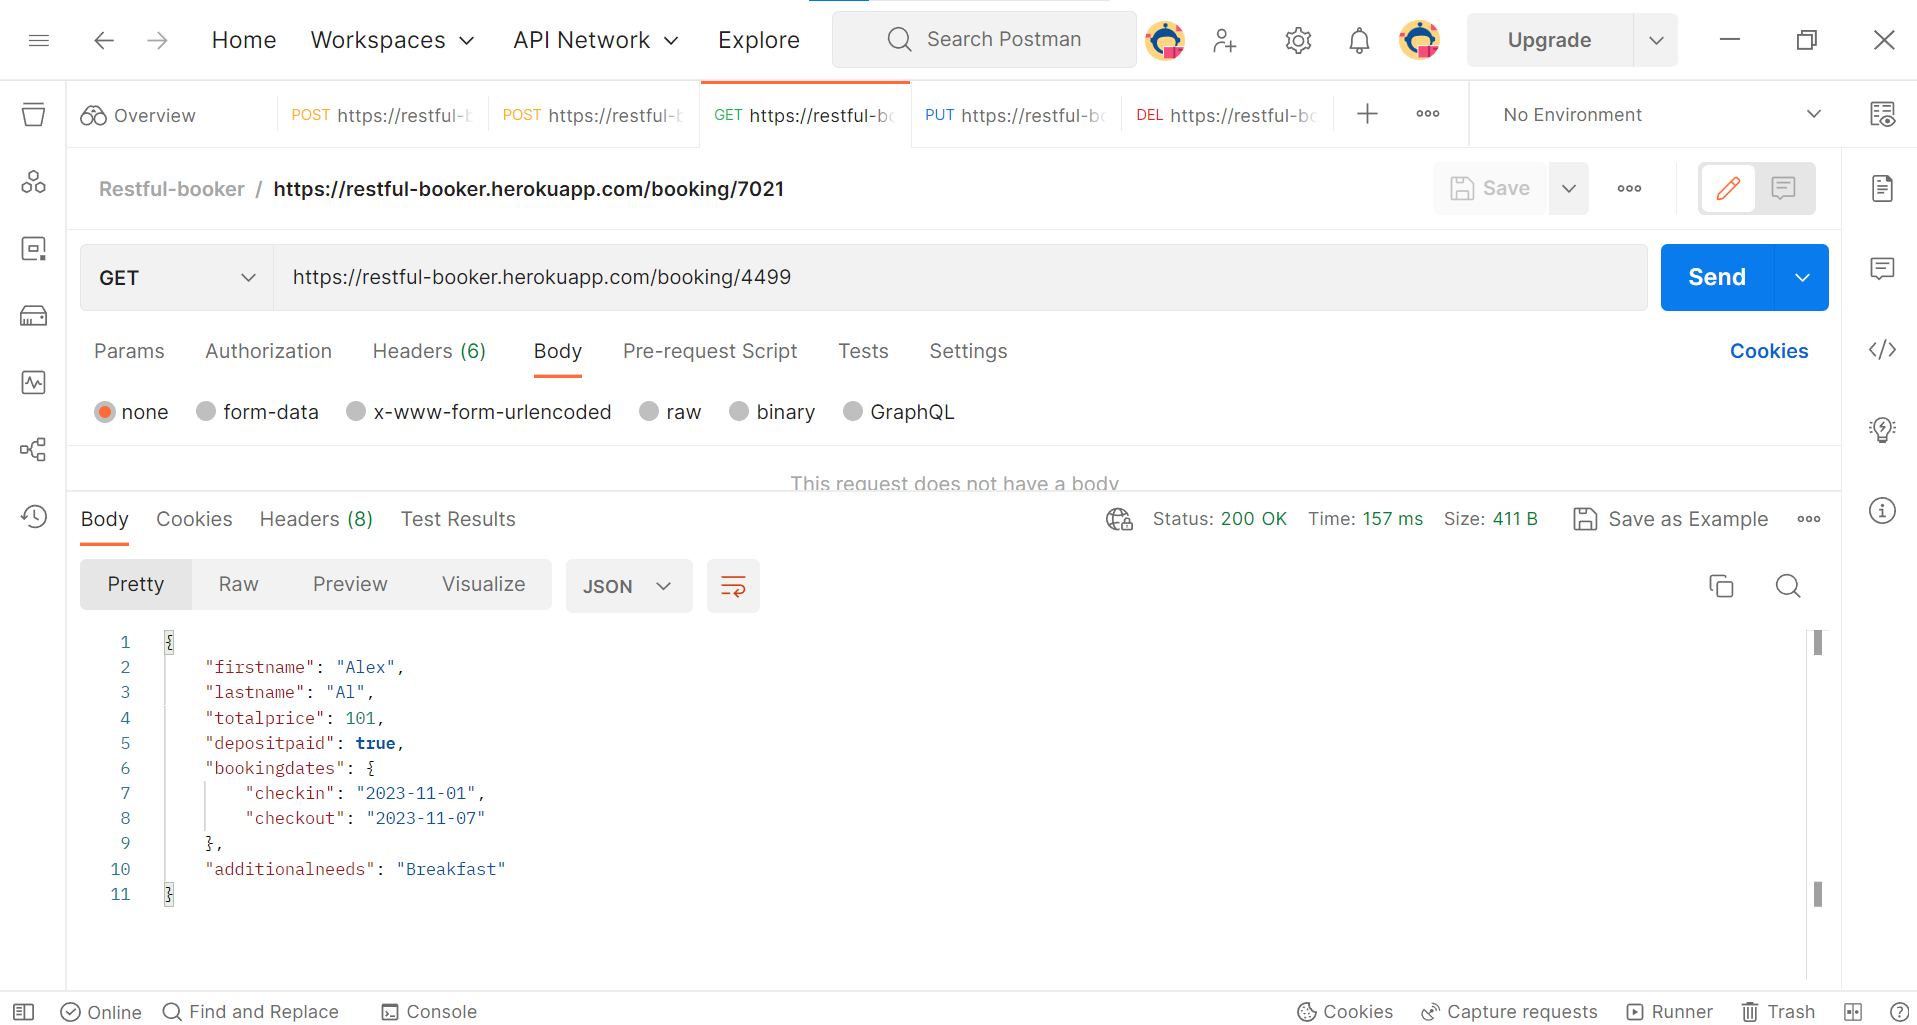 Home Workspaces API Network Explore Search Postman Upgrade
Overview POST https://restful-b POST https://restful-b GET https://restful-bo PUT https://restful-bo DEL https://restful-bo No Environment
Restful-booker / https://restful-booker.herokuapp.com/booking/7021 Save
GET https://restful-booker.herokuapp.com/booking/4499 Send
Params Authorization Headers (6) Body Pre-request Script Tests Settings Cookies
none form-data x-www-form-urlencoded raw binary GraphQL
This request does not have a body
Body Cookies Headers (8) Test Results Status: 200 OK Time: 157 ms Size: 411 B Save as Example
Pretty Raw Preview Visualize JSON
1 {
2 "firstname": "Alex",
3 "lastname": "Al",
4 "totalprice": 101,
5 "depositpaid": true,
6 "bookingdates": {
7 "checkin": "2023-11-01",
8 "checkout": "2023-11-07"
9 },
10 "additionalneeds": "Breakfast"
11 }
Online Find and Replace Console Cookies Capture requests Runner Trash